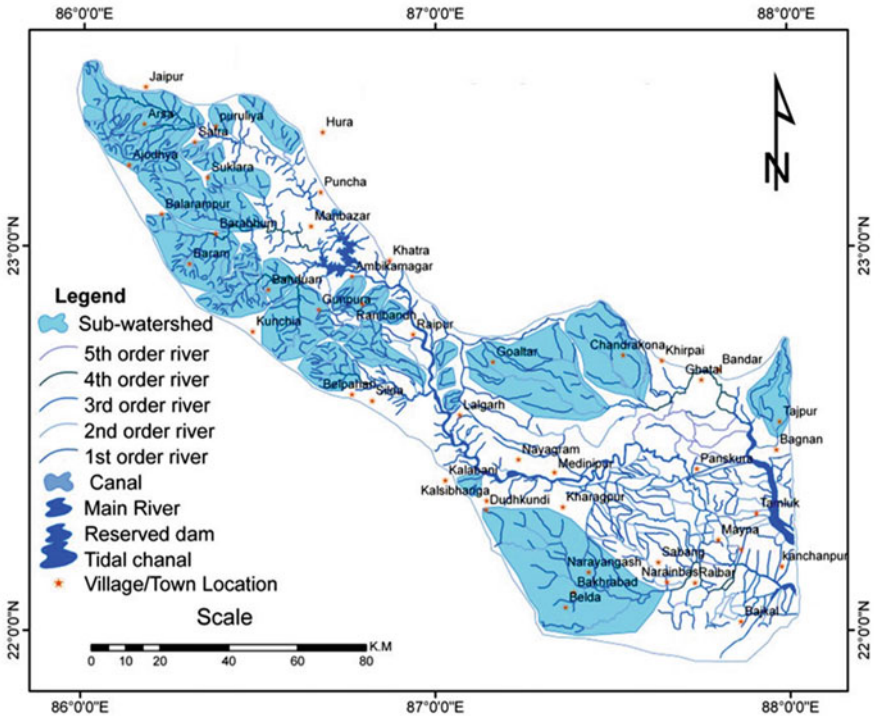 86°0'0"E 87°0'0"E 88°0'0"E
Jaipur
Arsa
puruliya
Hura
Safra
Ajodhya
Suklara
Puncha
Balarampur
Manbazar
Barabhum
23°0'0"N
23°0'0"N
Khatra
Baram
Ambikanagar
Banduan
Gunpura
Ranibandh
Kuhchia
Raipur
Goaltar
Chandrakona
Khirpai
Bandar
Ghatal
Belpahari
Silda
Lalgarh
Tajpur
Bagnan
Nayagram
Medinipur
Panskura
Kalabani
Kalsibhanga
Dudhkundi
Kharagpur
Tamluk
Mayna
Sabang
kanchanpur
Narayangash
Narainbas
Raibar
Bakhrabad
Belda
Bajkal
22°0'0"N
22°0'0"N
N
Legend
Sub-watershed
5th order river
4th order river
3rd order river
2nd order river
1st order river
Canal
Main River
Reserved dam
Tidal chanal
Village/Town Location
Scale
K.M
0 10 20 40 60 80
86°0'0"E 87°0'0"E 88°0'0"E